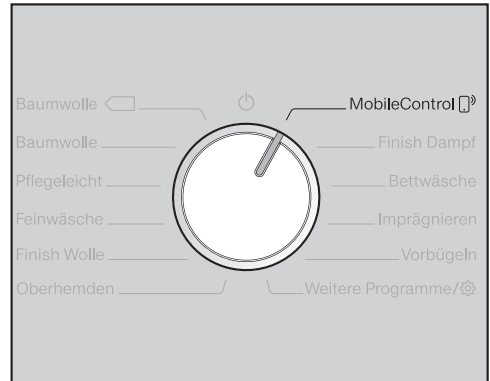 MobileControl
Baumwolle
Finish Dampf
Baumwolle
Bettwäsche
Pflegeleicht
Imprägnieren
Feinwäsche
Vorbügeln
Finish Wolle
Weitere Programme/
Oberhemden